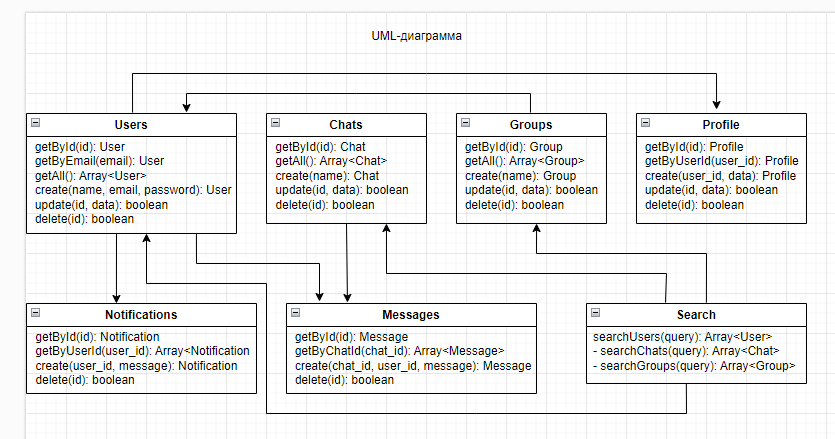 UML-диаграмма
Users
getById(id): User
getByEmail(email): User
getAll(): Array<User>
create(name, email, password): User
update(id, data): boolean
delete(id): boolean
Chats
getById(id): Chat
getAll(): Array<Chat>
create(name): Chat
update(id, data): boolean
delete(id): boolean
Groups
getById(id): Group
getAll(): Array<Group>
create(name): Group
update(id, data): boolean
delete(id): boolean
Profile
getById(id): Profile
getByUserId(user_id): Profile
create(user_id, data): Profile
update(id, data): boolean
delete(id): boolean
Notifications
getById(id): Notification
getByUserId(user_id): Array<Notification
create(user_id, message): Notification
delete(id): boolean
Messages
getById(id): Message
getByChatId(chat_id): Array<Message>
create(chat_id, user_id, message): Message
delete(id): boolean
Search
searchUsers(query): Array<User>
- searchChats(query): Array<Chat>
- searchGroups(query): Array<Group>